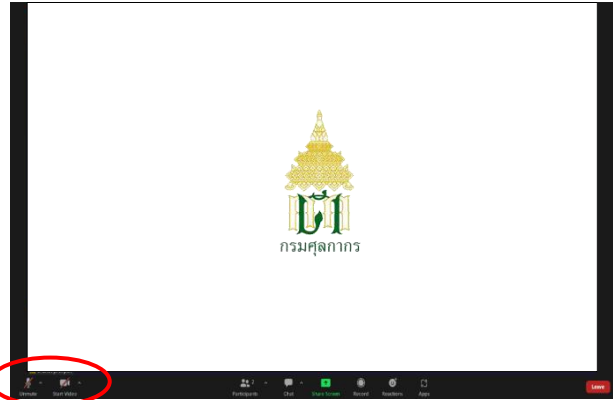 กรมศุลกากร
Unmute Start Video Participants 2 Chat Share Screen Record Reactions Apps Leave